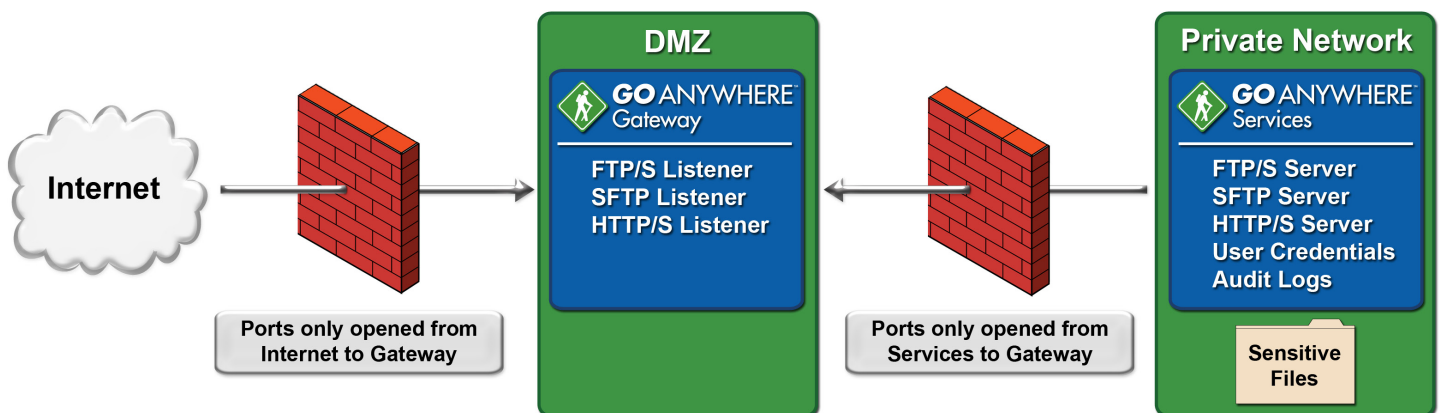 Internet
Ports only opened from
Internet to Gateway
DMZ
GO ANYWHERE™
Gateway
FTP/S Listener
SFTP Listener
HTTP/S Listener
Ports only opened from
Services to Gateway
Private Network
GO ANYWHERE™
Services
FTP/S Server
SFTP Server
HTTP/S Server
User Credentials
Audit Logs
Sensitive
Files